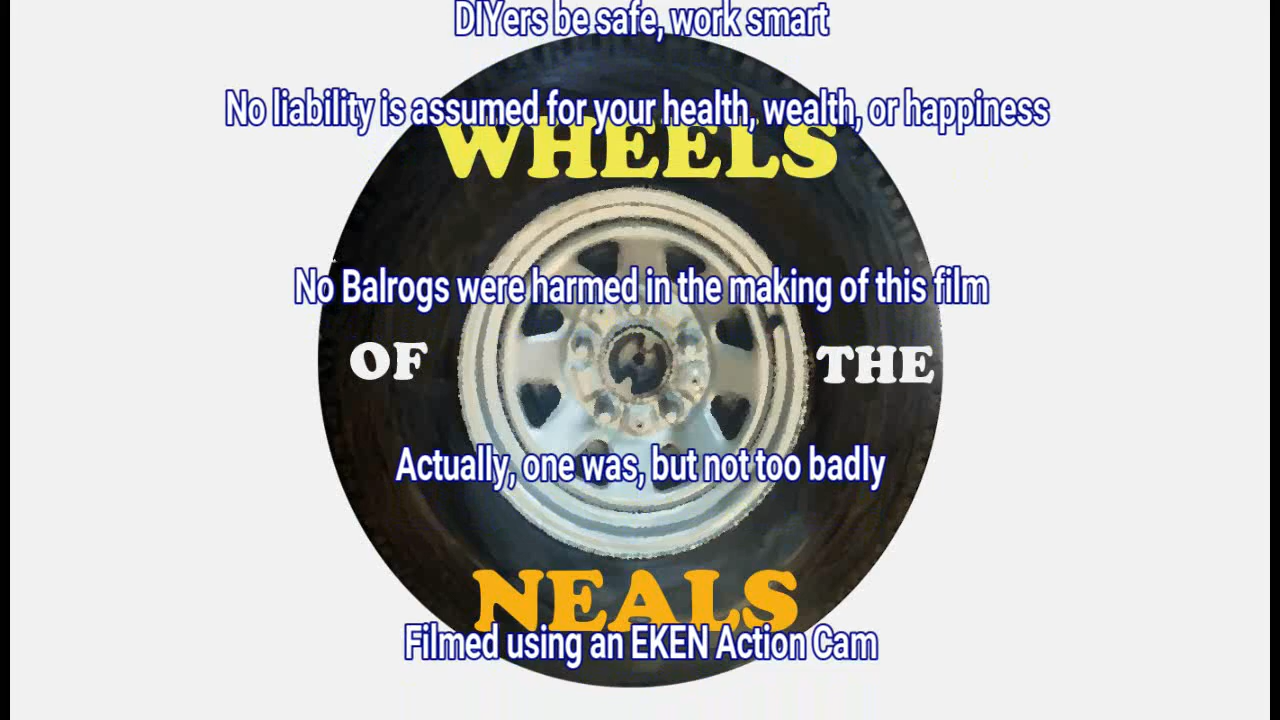 DIYers be safe, work smart
No liability is assumed for your health, wealth, or happiness
WHEELS
No Balrogs were harmed in the making of this film
OF THE
Actually, one was, but not too badly
NEALS
Filmed using an EKEN Action Cam